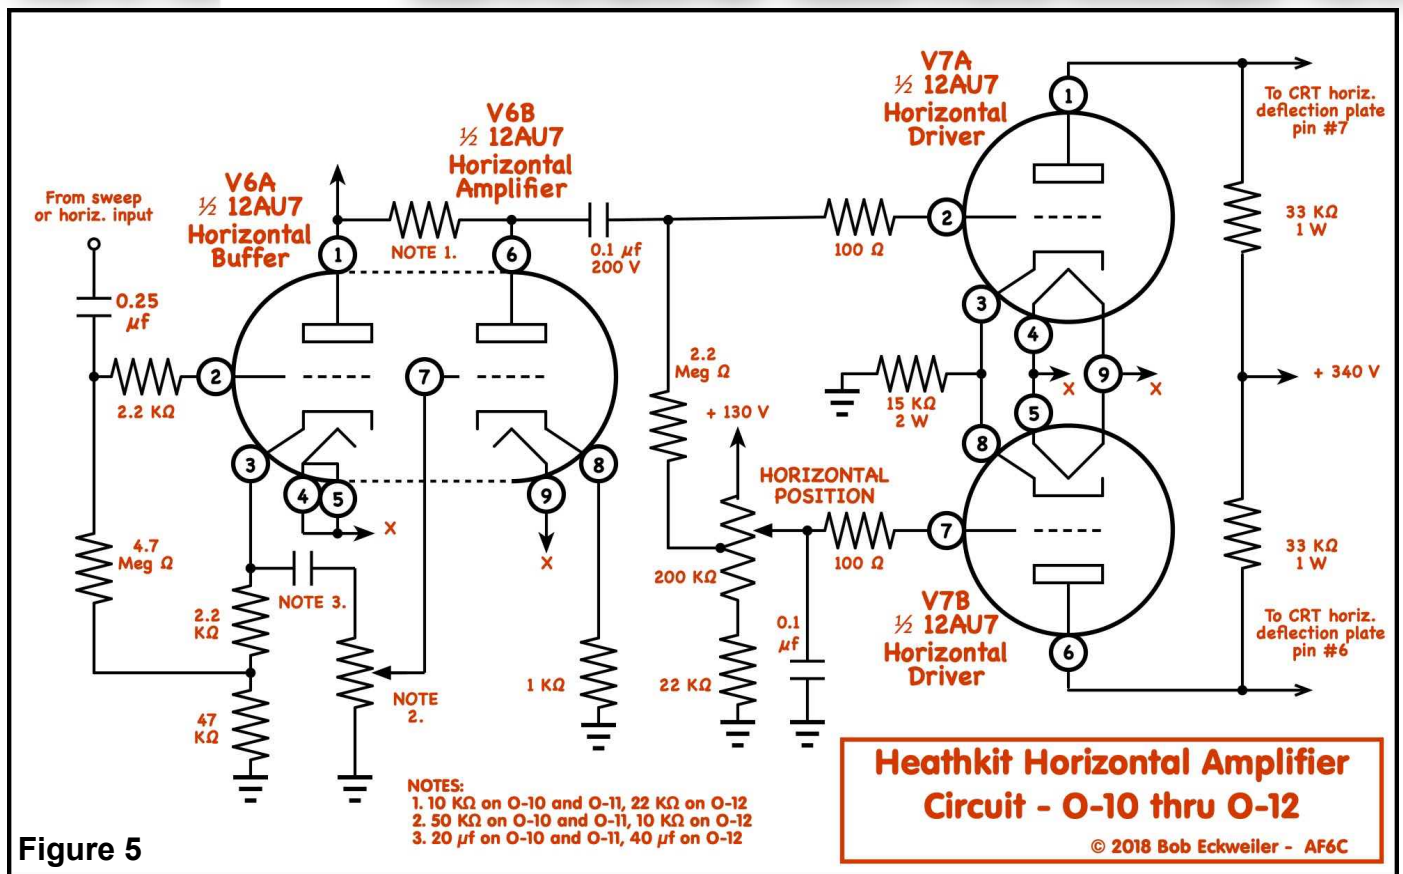 From sweep
or horiz. input
0.25
µf
2.2 KΩ
4.7
Meg Ω
V6A
½ 12AU7
Horizontal
Buffer
V6B
½ 12AU7
Horizontal
Amplifier
NOTE 1.
0.1 µf
200 V
1
6
2
7
3
4
5
9
8
X
X
NOTE 3.
2.2
KΩ
47
KΩ
NOTE
2.
1 KΩ
2.2
Meg Ω
+ 130 V
HORIZONTAL
POSITION
200 KΩ
22 KΩ
0.1
µf
100 Ω
100 Ω
15 KΩ
2 W
V7A
½ 12AU7
Horizontal
Driver
1
2
3
4
9
X
X
5
8
7
6
V7B
½ 12AU7
Horizontal
Driver
To CRT horiz.
deflection plate
pin #7
33 KΩ
1 W
+ 340 V
33 KΩ
1 W
To CRT horiz.
deflection plate
pin #6
NOTES:
1. 10 KΩ on O-10 and O-11, 22 KΩ on O-12
2. 50 KΩ on O-10 and O-11, 10 KΩ on O-12
3. 20 µf on O-10 and O-11, 40 µf on O-12
Heathkit Horizontal Amplifier
Circuit - O-10 thru O-12
© 2018 Bob Eckweiler - AF6C
Figure 5